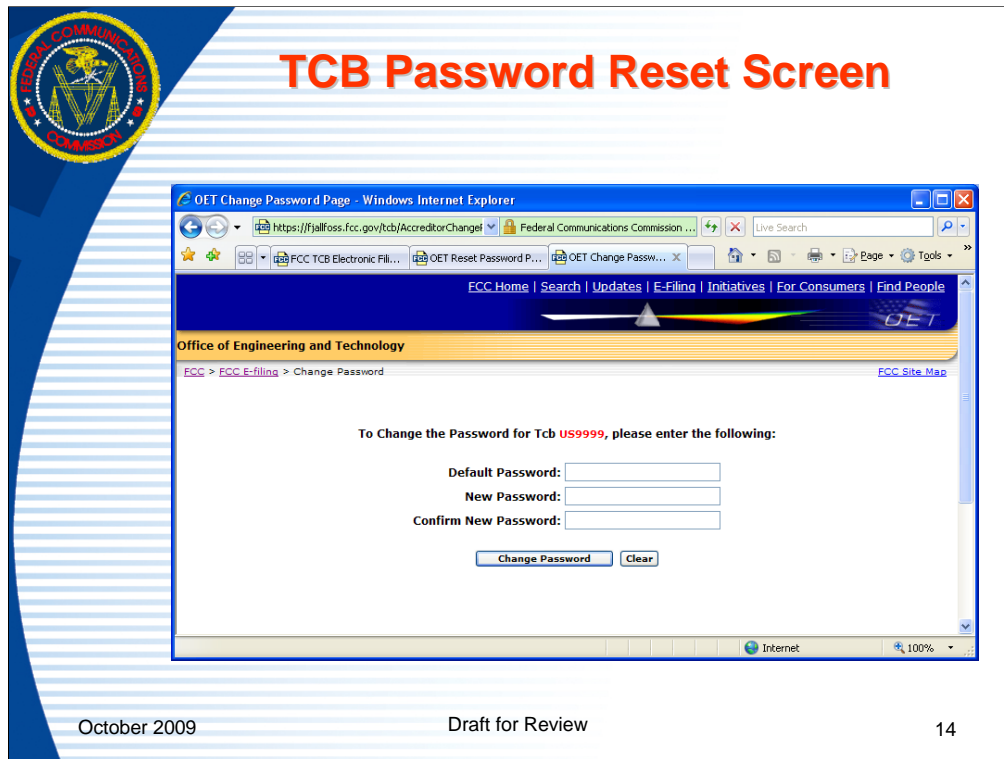 FEDERAL COMMUNICATIONS COMMISSION
TCB Password Reset Screen
OET Change Password Page - Windows Internet Explorer
https://fjallfoss.fcc.gov/tcb/AccreditorChangeF Federal Communications Commission ... Live Search
FCC TCB Electronic Fili... OET Reset Password P... OET Change Passw... X Page Tools »
FCC Home | Search | Updates | E-Filing | Initiatives | For Consumers | Find People
OET
Office of Engineering and Technology
FCC > FCC E-filing > Change Password FCC Site Map
To Change the Password for Tcb US9999, please enter the following:
Default Password:
New Password:
Confirm New Password:
Change Password Clear
Internet 100%
October 2009 Draft for Review 14